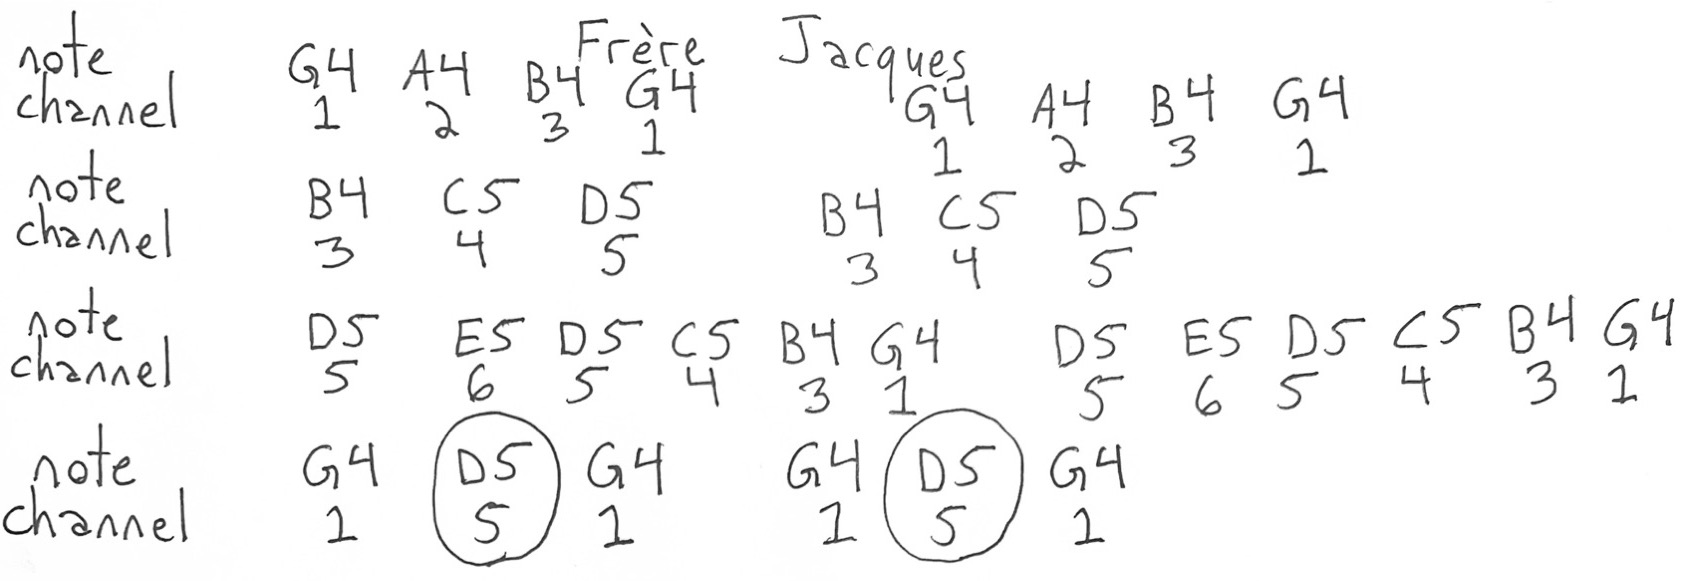 Frère Jacques
note G4 A4 B4 G4 G4 A4 B4 G4
channel 1 2 3 1 1 2 3 1
note B4 C5 D5 B4 C5 D5
channel 3 4 5 3 4 5
note D5 E5 D5 C5 B4 G4 D5 E5 D5 C5 B4 G4
channel 5 6 5 4 3 1 5 6 5 4 3 1
note G4 D5 G4 G4 D5 G4
channel 1 5 1 1 5 1